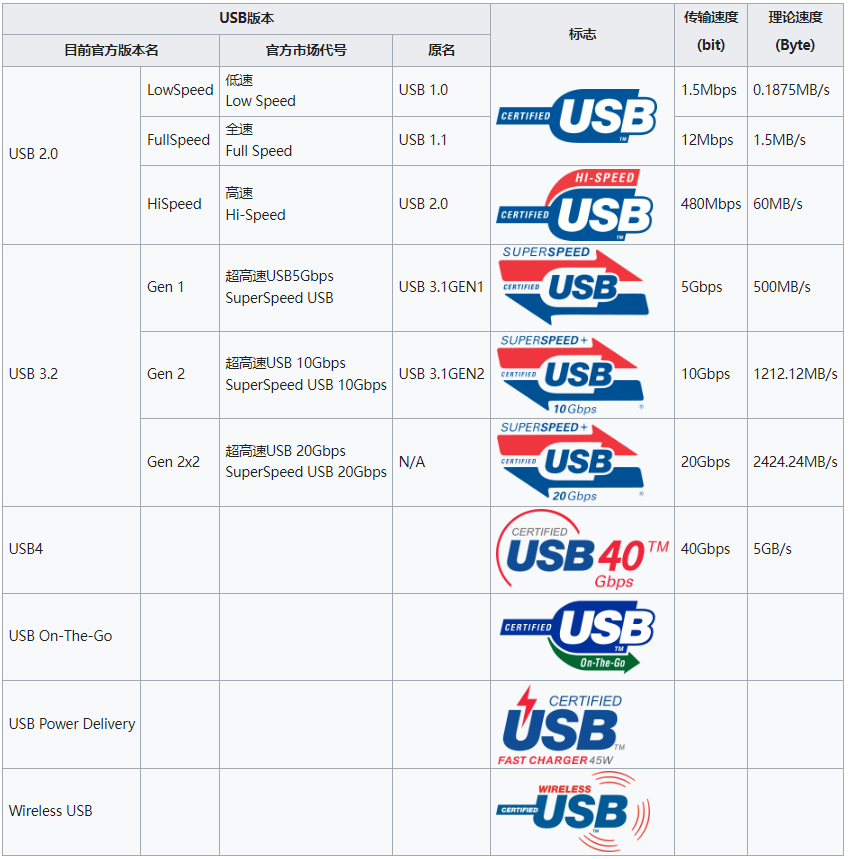 USB版本
标志
传输速度
(bit)
理论速度
(Byte)
目前官方版本名
官方市场代号
原名
USB 2.0
LowSpeed
低速
Low Speed
USB 1.0
CERTIFIED USB TM
1.5Mbps
0.1875MB/s
FullSpeed
全速
Full Speed
USB 1.1
12Mbps
1.5MB/s
HiSpeed
高速
Hi-Speed
USB 2.0
HI-SPEED
CERTIFIED USB
TM
480Mbps
60MB/s
USB 3.2
Gen 1
超高速USB5Gbps
SuperSpeed USB
USB 3.1GEN1
SUPERSPEED
CERTIFIED USB
5Gbps
500MB/s
Gen 2
超高速USB 10Gbps
SuperSpeed USB 10Gbps
USB 3.1GEN2
SUPERSPEED+
CERTIFIED USB
10Gbps
®
10Gbps
1212.12MB/s
Gen 2x2
超高速USB 20Gbps
SuperSpeed USB 20Gbps
N/A
SUPERSPEED+
CERTIFIED USB
20Gbps
®
20Gbps
2424.24MB/s
USB4
CERTIFIED
USB 40 TM
Gbps
40Gbps
5GB/s
USB On-The-Go
CERTIFIED USB
TM
On-The-Go
USB Power Delivery
CERTIFIED
USB TM
FAST CHARGER 45W
Wireless USB
WIRELESS
CERTIFIED USB
TM